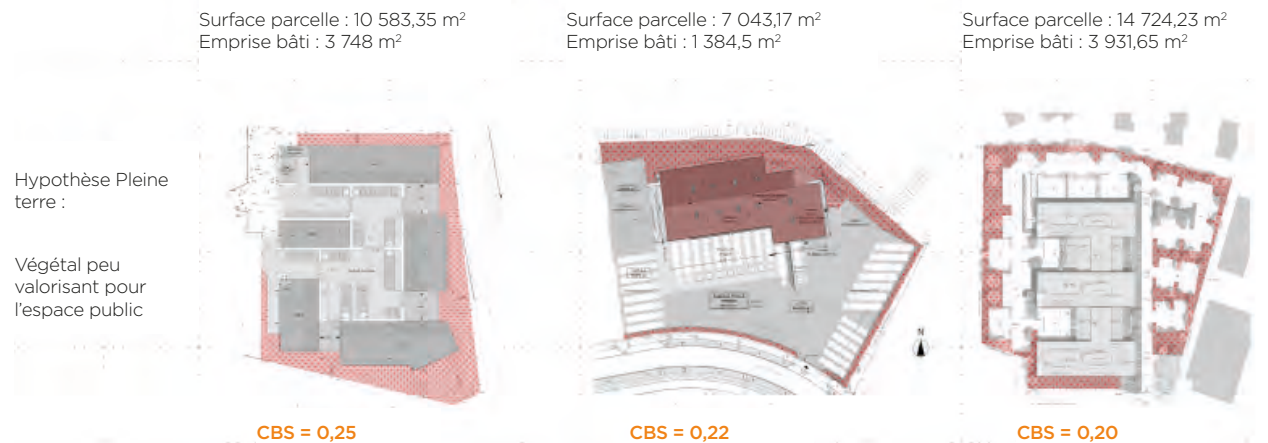 Surface parcelle : 10 583,35 m²
Emprise bâti : 3 748 m²
Surface parcelle : 7 043,17 m²
Emprise bâti : 1 384,5 m²
Surface parcelle : 14 724,23 m²
Emprise bâti : 3 931,65 m²
Hypothèse Pleine
terre :
Végétal peu
valorisant pour
l'espace public
N
CBS = 0,25
CBS = 0,22
CBS = 0,20